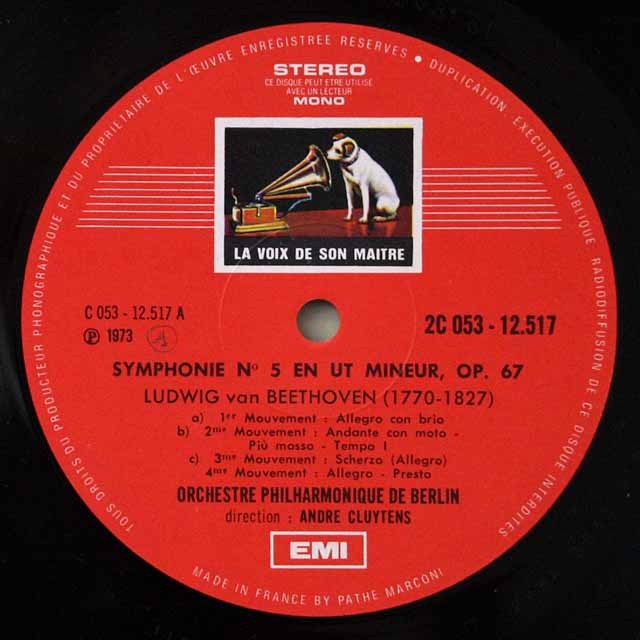 TOUS DROITS DU PRODUCTEUR PHONOGRAPHIQUE ET DU PROPRIETAIRE DE L'ŒUVRE ENREGISTREE RESERVES • DUPLICATION EXECUTION PUBLIQUE RADIODIFFUSION DE CE DISQUE INTERDITES
STEREO
CE DISQUE PEUT ETRE UTILISE
AVEC UN LECTEUR
MONO
LA VOIX DE SON MAITRE
C 053 - 12.517 A
2C 053 - 12.517
Ⓟ 1973
SYMPHONIE Nº 5 EN UT MINEUR, OP. 67
LUDWIG van BEETHOVEN (1770-1827)
a) 1er Mouvement : Allegro con brio
b) 2me Mouvement : Andante con moto -
Più mosso - Tempo I
c) 3me Mouvement : Scherzo (Allegro)
4me Mouvement : Allegro - Presto
ORCHESTRE PHILHARMONIQUE DE BERLIN
direction : ANDRE CLUYTENS
EMI
MADE IN FRANCE BY PATHE MARCONI